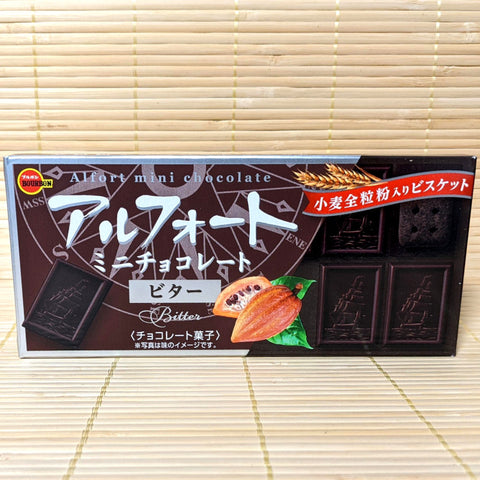 ブルボン
BOURBON
Alfort mini chocolate
アルフォート
ミニチョコレート
ビター
Bitter
〈チョコレート菓子〉
※写真は味のイメージです。
小麦全粒粉入りビスケット
WSW
SW
ENE